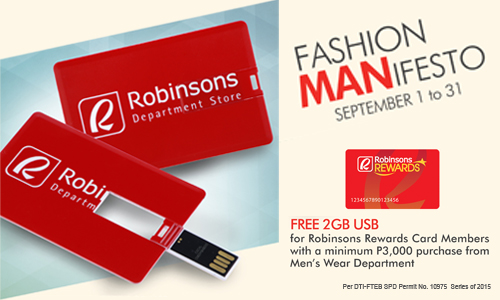 Robinsons
Department Store
Robinsons
Departm
FASHION
MANIFESTO
SEPTEMBER 1 to 31
Robinsons
REWARDS
1234567890123456
FREE 2GB USB
for Robinsons Rewards Card Members
with a minimum P3,000 purchase from
Men's Wear Department
Per DTI-FTEB SPD Permit No. 10975 Series of 2015